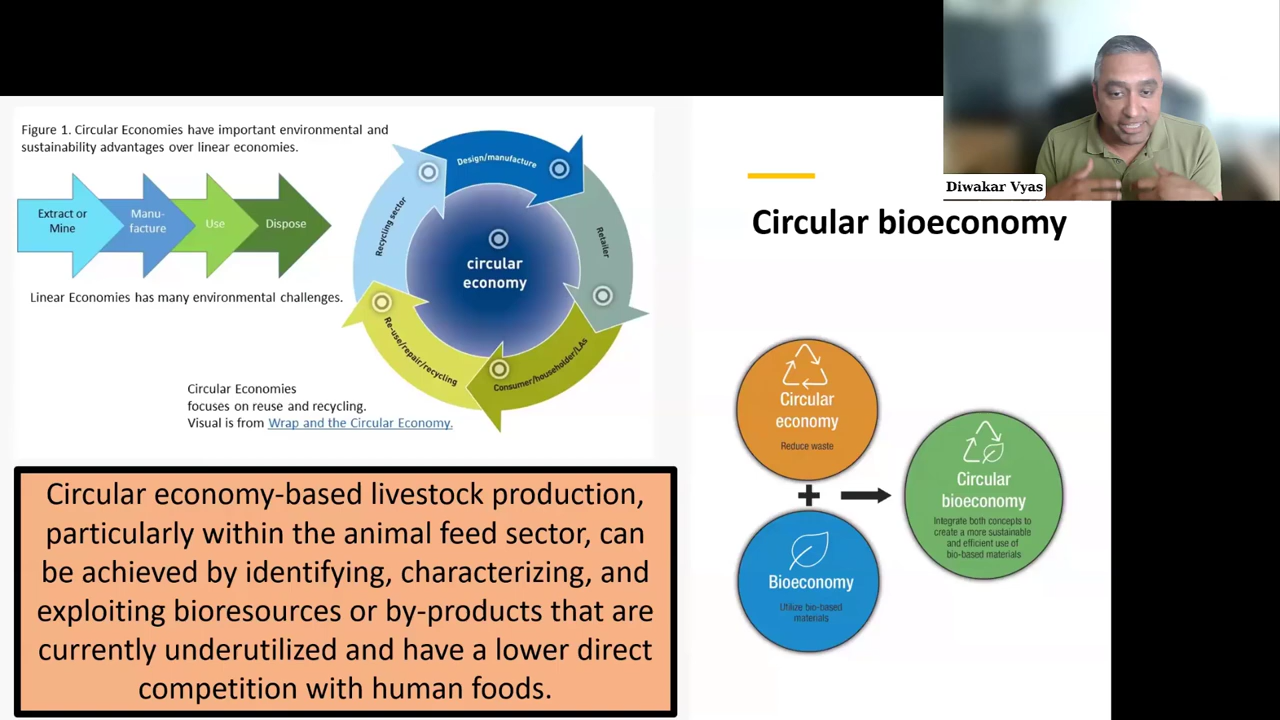 Figure 1. Circular Economies have important environmental and
sustainability advantages over linear economies.
Extract or
Mine
Manu-
facture
Use
Dispose
Linear Economies has many environmental challenges.
Design/manufacture
Retailer
Consumer/householder/LAs
Re-use/repair/recycling
Recycling sector
circular
economy
Circular Economies
focuses on reuse and recycling.
Visual is from Wrap and the Circular Economy.
Circular economy-based livestock production,
particularly within the animal feed sector, can
be achieved by identifying, characterizing, and
exploiting bioresources or by-products that are
currently underutilized and have a lower direct
competition with human foods.
Diwakar Vyas
Circular bioeconomy
Circular
economy
Reduce waste
+
Bioeconomy
Utilize bio-based
materials
Circular
bioeconomy
Integrate both concepts to
create a more sustainable
and efficient use of
bio-based materials